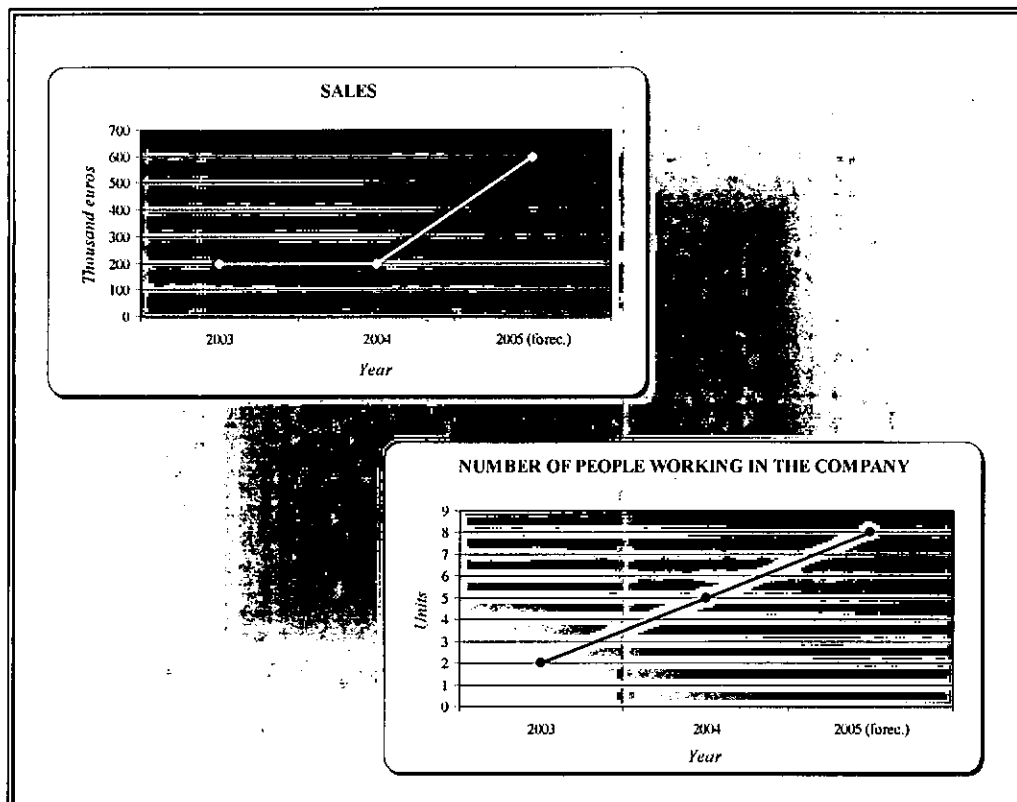 SALES
700
600
500
400
300
200
100
0
Thousand euros
2003 2004 2005 (forec.)
Year
NUMBER OF PEOPLE WORKING IN THE COMPANY
9
8
7
6
5
4
3
2
1
0
Units
2003 2004 2005 (forec.)
Year